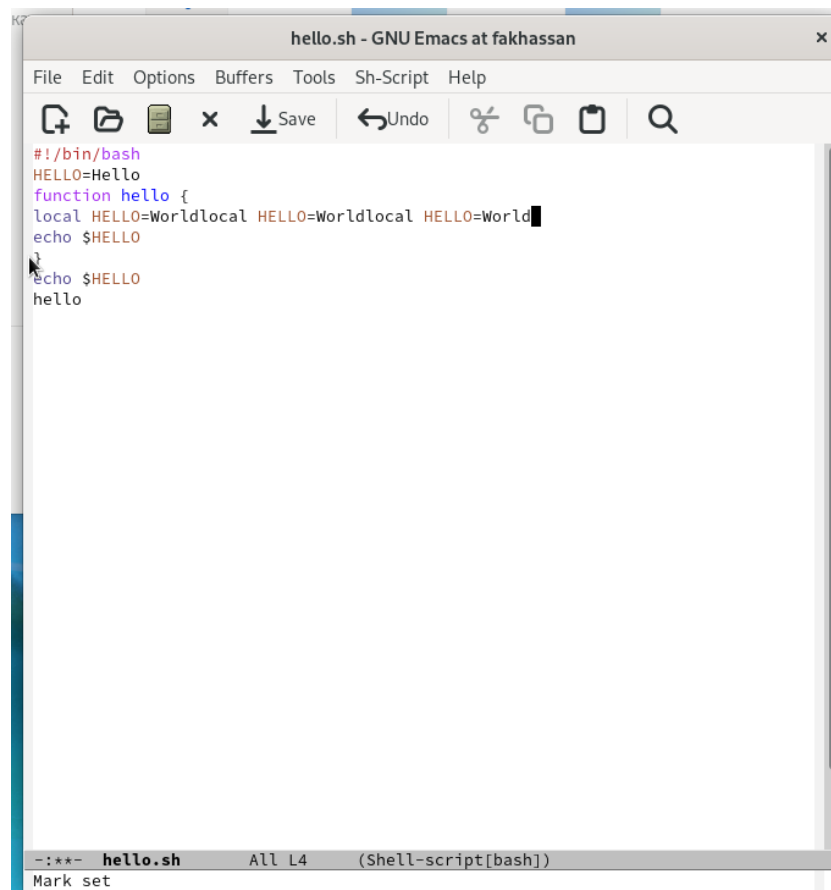 hello.sh - GNU Emacs at fakhassan ×
File Edit Options Buffers Tools Sh-Script Help
Save Undo
#!/bin/bash
HELLO=Hello
function hello {
local HELLO=Worldlocal HELLO=Worldlocal HELLO=World
echo $HELLO
}
echo $HELLO
hello
-:**- hello.sh All L4 (Shell-script[bash])
Mark set